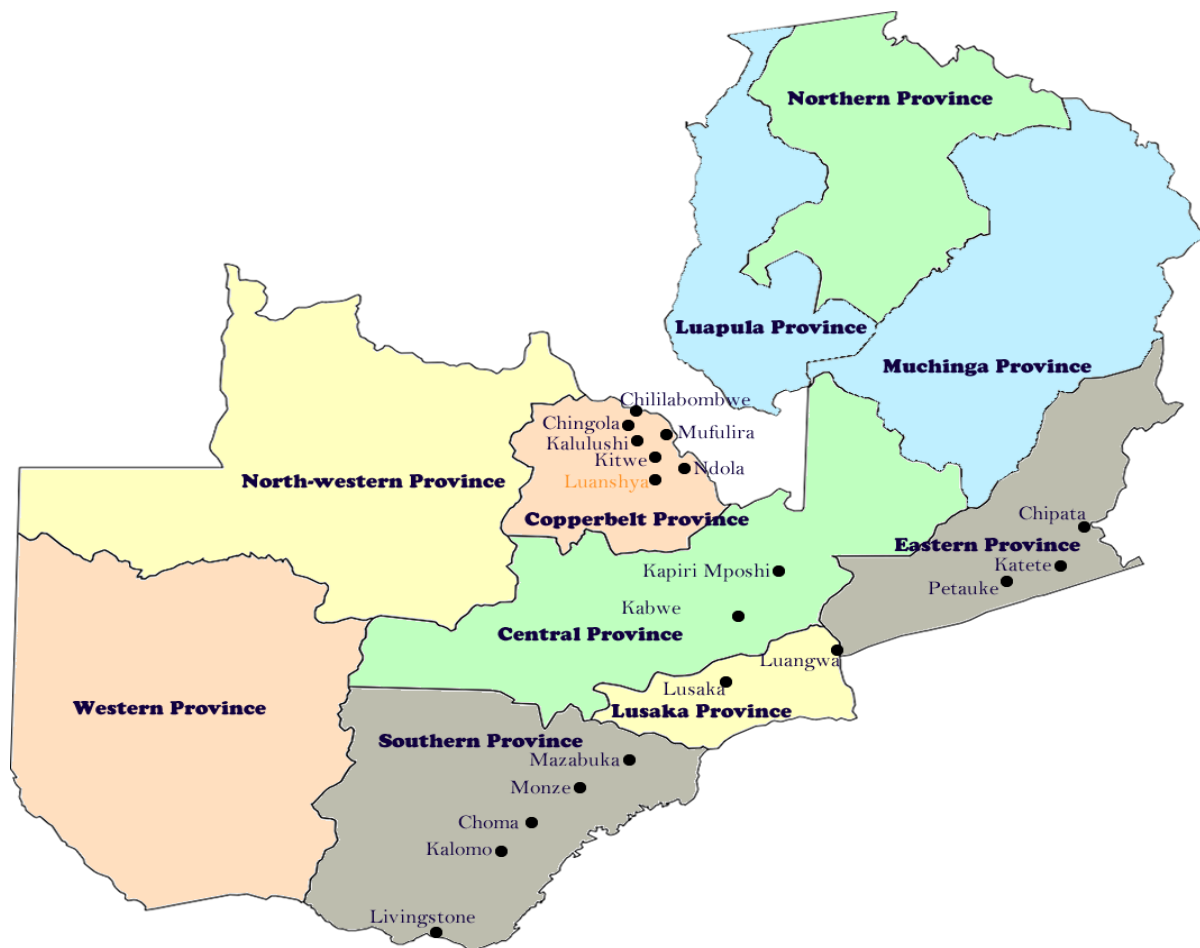 Northern Province
Luapula Province
Muchinga Province
Chililabombwe
Chingola
Mufulira
Kalulushi
Kitwe
Ndola
Luanshya
North-western Province
Copperbelt Province
Chipata
Eastern Province
Katete
Kapiri Mposhi
Petauke
Kabwe
Central Province
Luangwa
Lusaka
Western Province
Lusaka Province
Southern Province
Mazabuka
Monze
Choma
Kalomo
Livingstone